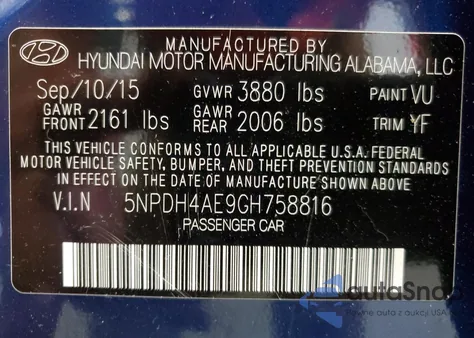 MANUFACTURED BY
HYUNDAI MOTOR MANUFACTURING ALABAMA, LLC
Sep/10/15 GVWR 3880 lbs PAINT VU
GAWR FRONT 2161 lbs GAWR REAR 2006 lbs TRIM YF
THIS VEHICLE CONFORMS TO ALL APPLICABLE U.S.A. FEDERAL
MOTOR VEHICLE SAFETY, BUMPER, AND THEFT PREVENTION STANDARDS
IN EFFECT ON THE DATE OF MANUFACTURE SHOWN ABOVE.
V.I.N 5NPDH4AE9GH758816
PASSENGER CAR
autaSnap